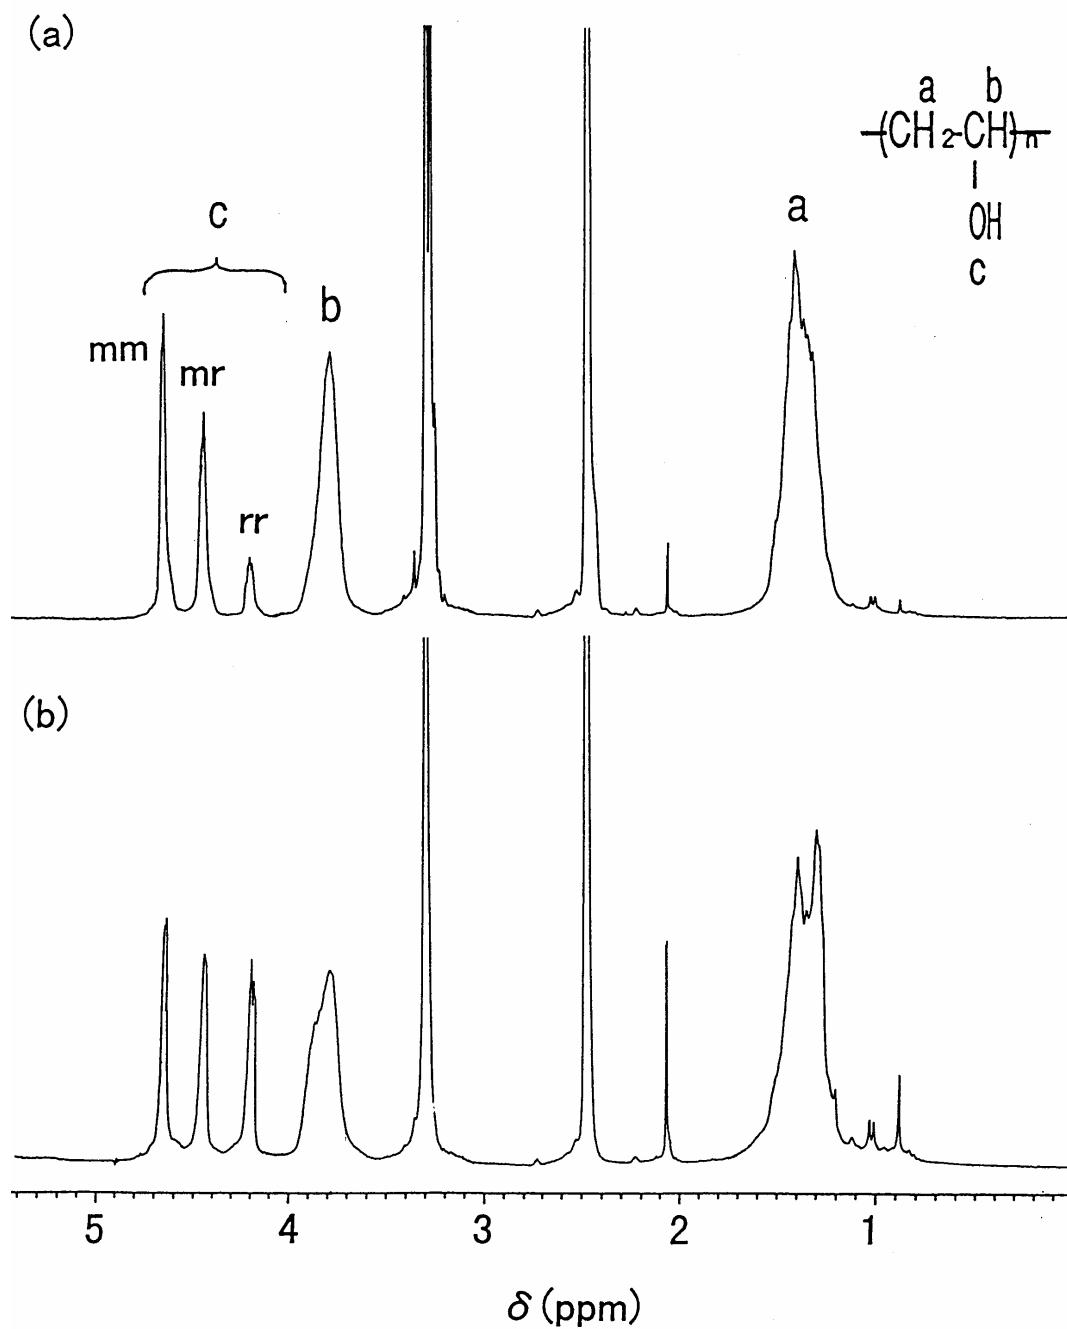 (a)
a b
-(CH2-CH)n-
OH
c
c
a
b
mm
mr
rr
(b)
5 4 3 2 1
δ (ppm)